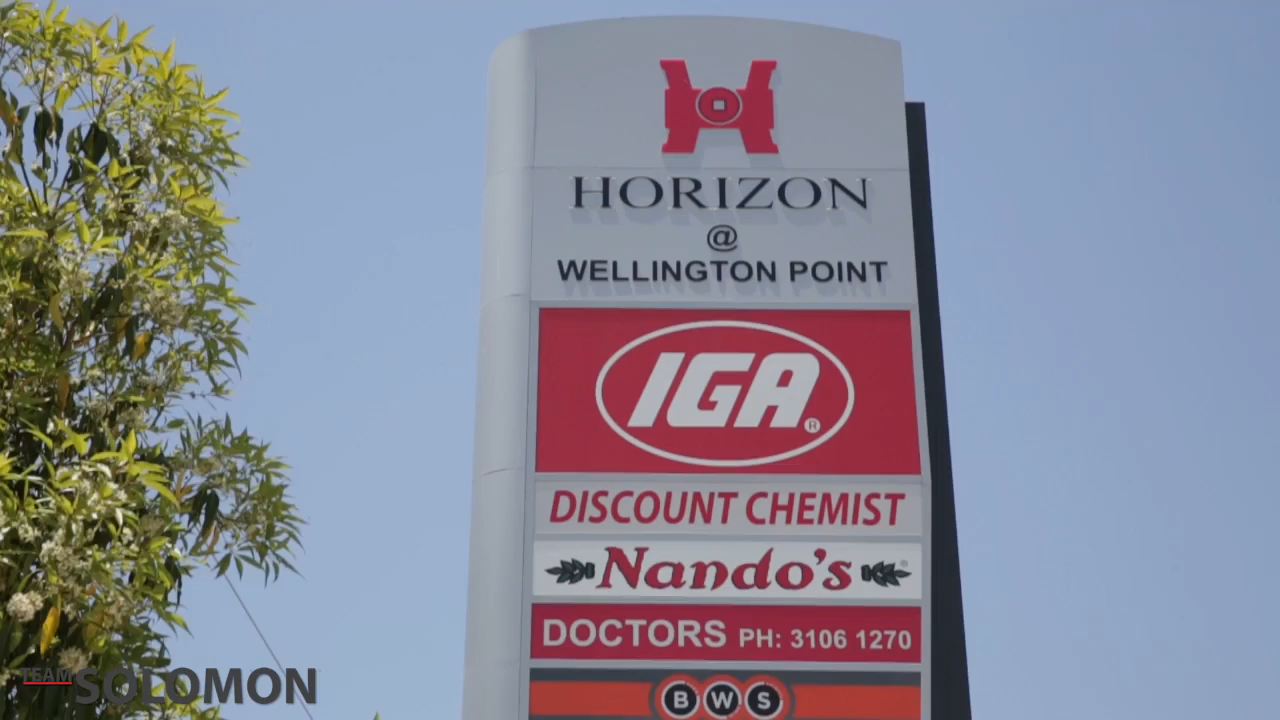 HORIZON
@
WELLINGTON POINT
IGA®
DISCOUNT CHEMIST
Nando's®
DOCTORS PH: 3106 1270
BWS
TEAM SOLOMON